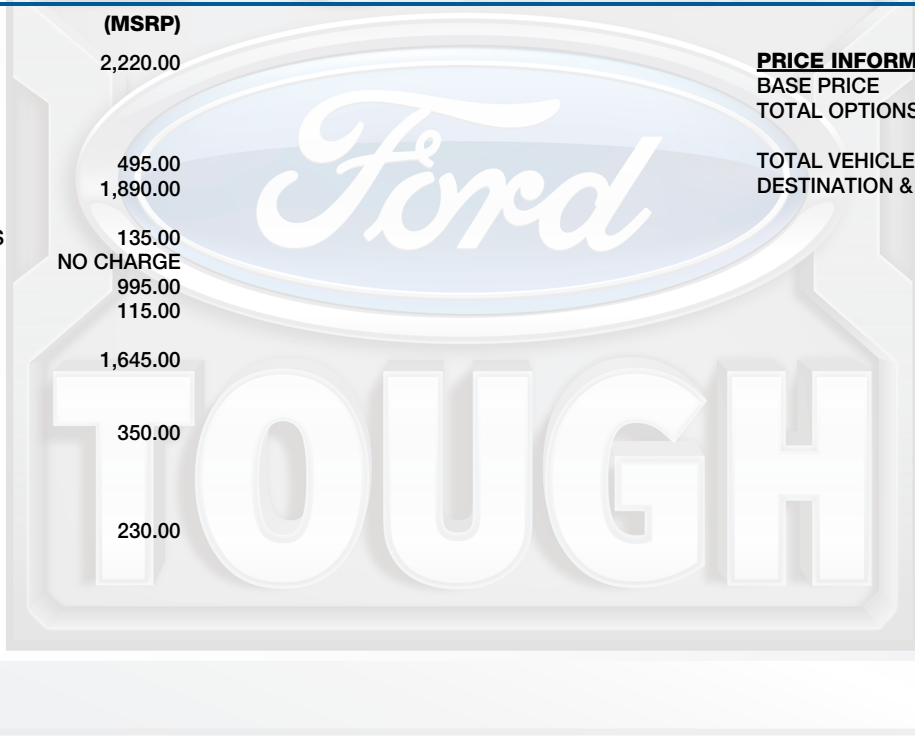 (MSRP)
2,220.00
495.00
1,890.00
S 135.00
NO CHARGE
995.00
115.00
1,645.00
350.00
230.00
PRICE INFORM
BASE PRICE
TOTAL OPTIONS
TOTAL VEHICLE
DESTINATION &
Ford
TOUGH